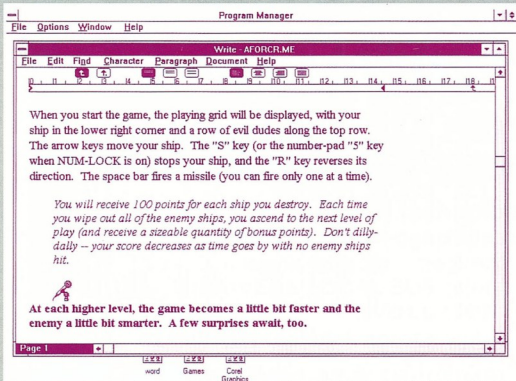 Program Manager
File Options Window Help
Write - AFORCR.ME
File Edit Find Character Paragraph Document Help
When you start the game, the playing grid will be displayed, with your
ship in the lower right corner and a row of evil dudes along the top row.
The arrow keys move your ship. The "S" key (or the number-pad "5" key
when NUM-LOCK is on) stops your ship, and the "R" key reverses its
direction. The space bar fires a missile (you can fire only one at a time).
You will receive 100 points for each ship you destroy. Each time
you wipe out all of the enemy ships, you ascend to the next level of
play (and receive a sizeable quantity of bonus points). Don't dilly-
dally -- your score decreases as time goes by with no enemy ships
hit.
At each higher level, the game becomes a little bit faster and the
enemy a little bit smarter. A few surprises await, too.
Page 1
word Games Corel
Graphics